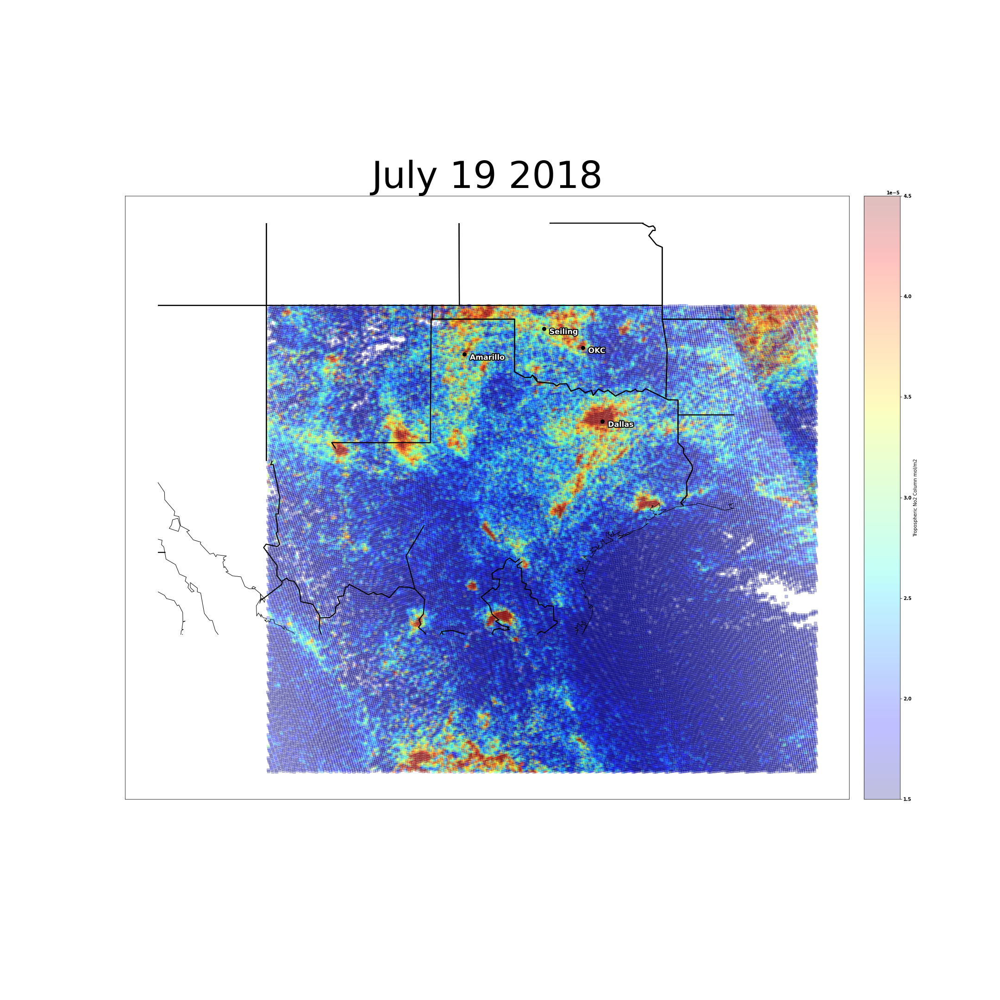 July 19 2018
1e−5
4.5
4.0
3.5
3.0
2.5
2.0
1.5
Topospheric No2 Column mol/m2
Seiling
OKC
Amarillo
Dallas